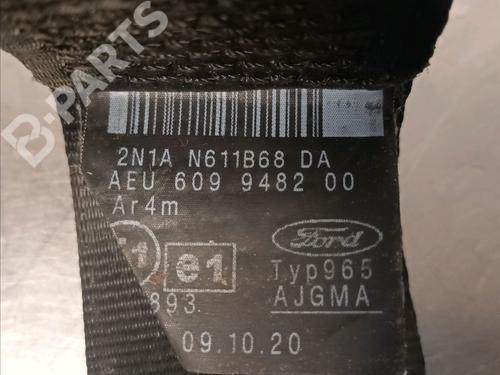 B-PARTS
2N1A N611B68 DA
AEU 609 9482 00
Ar4m
e1
Ford
Typ965
893 AJGMA
09.10.20